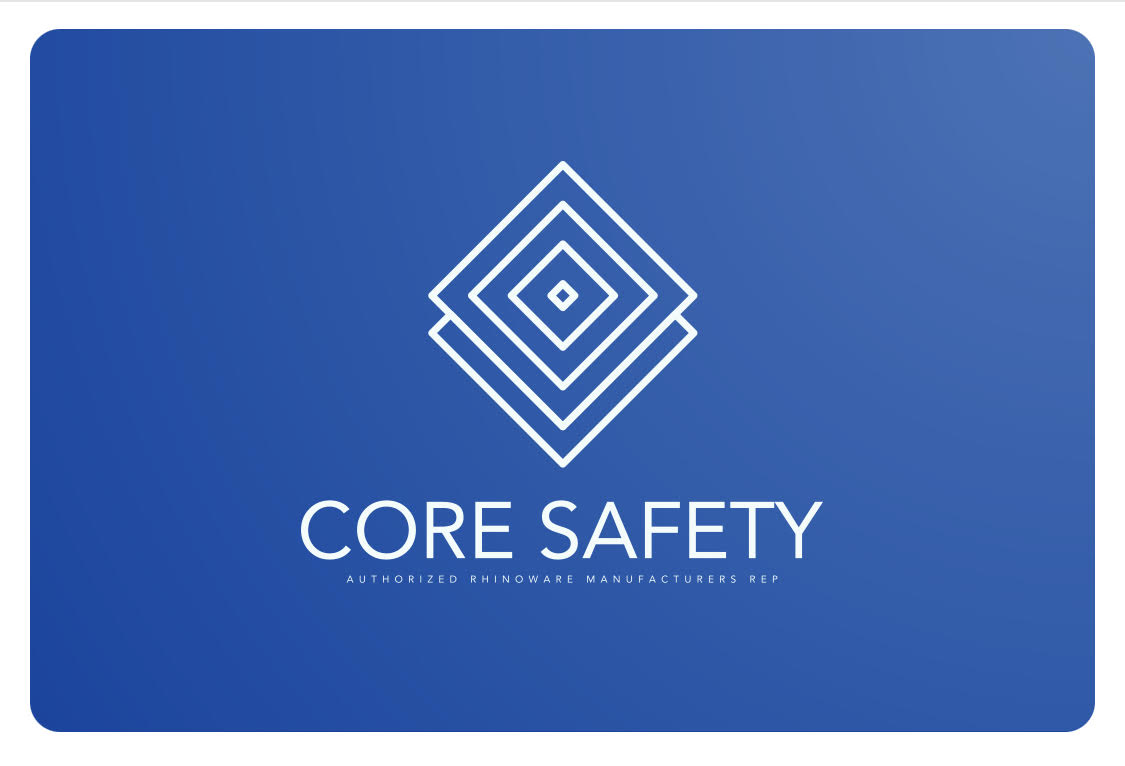 CORE SAFETY
AUTHORIZED RHINOWARE MANUFACTURERS REP